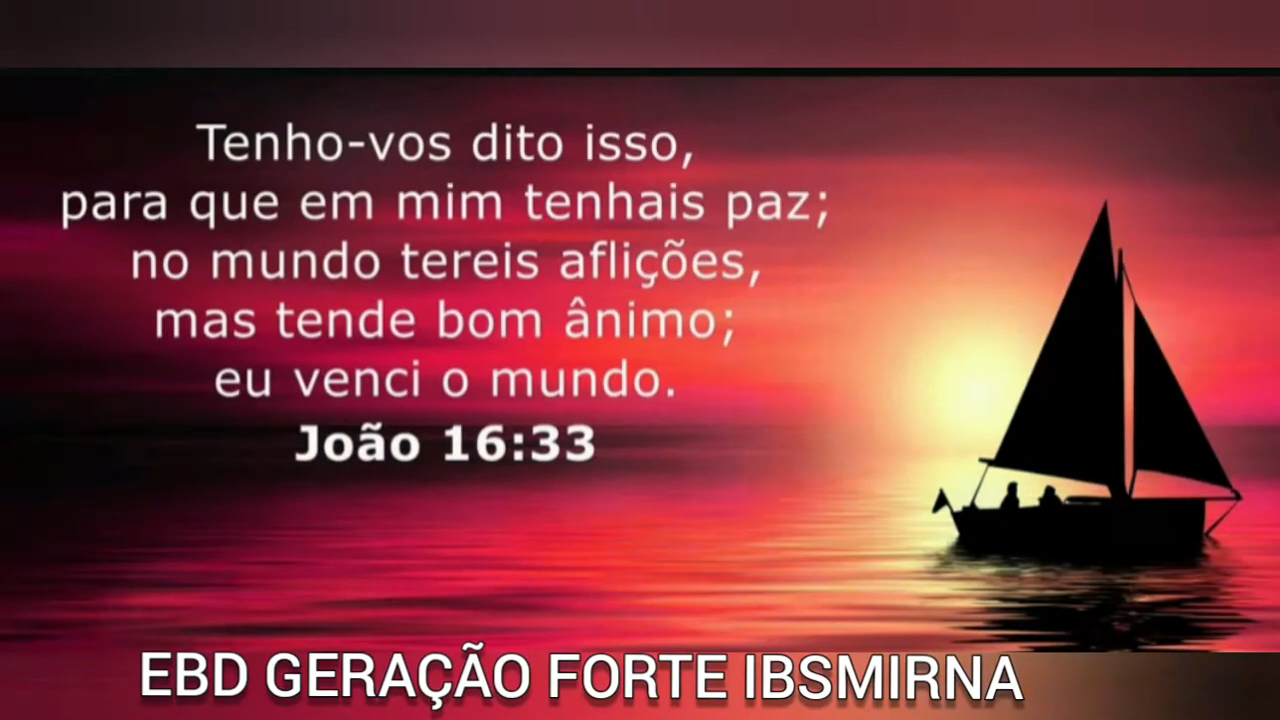 Tenho-vos dito isso,
para que em mim tenhais paz;
no mundo tereis aflições,
mas tende bom ânimo;
eu venci o mundo.
João 16:33
EBD GERAÇÃO FORTE IBSMIRNA